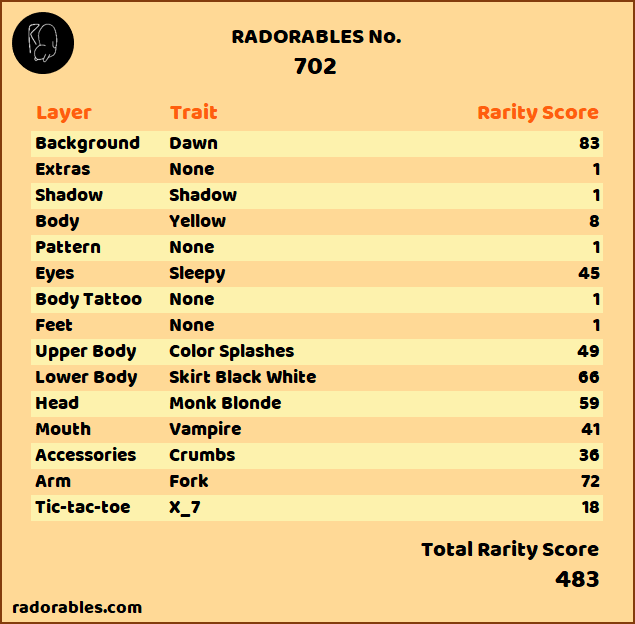 RADORABLES No.
702
Layer Trait Rarity Score
Background Dawn 83
Extras None 1
Shadow Shadow 1
Body Yellow 8
Pattern None 1
Eyes Sleepy 45
Body Tattoo None 1
Feet None 1
Upper Body Color Splashes 49
Lower Body Skirt Black White 66
Head Monk Blonde 59
Mouth Vampire 41
Accessories Crumbs 36
Arm Fork 72
Tic-tac-toe X_7 18
Total Rarity Score
483
radorables.com